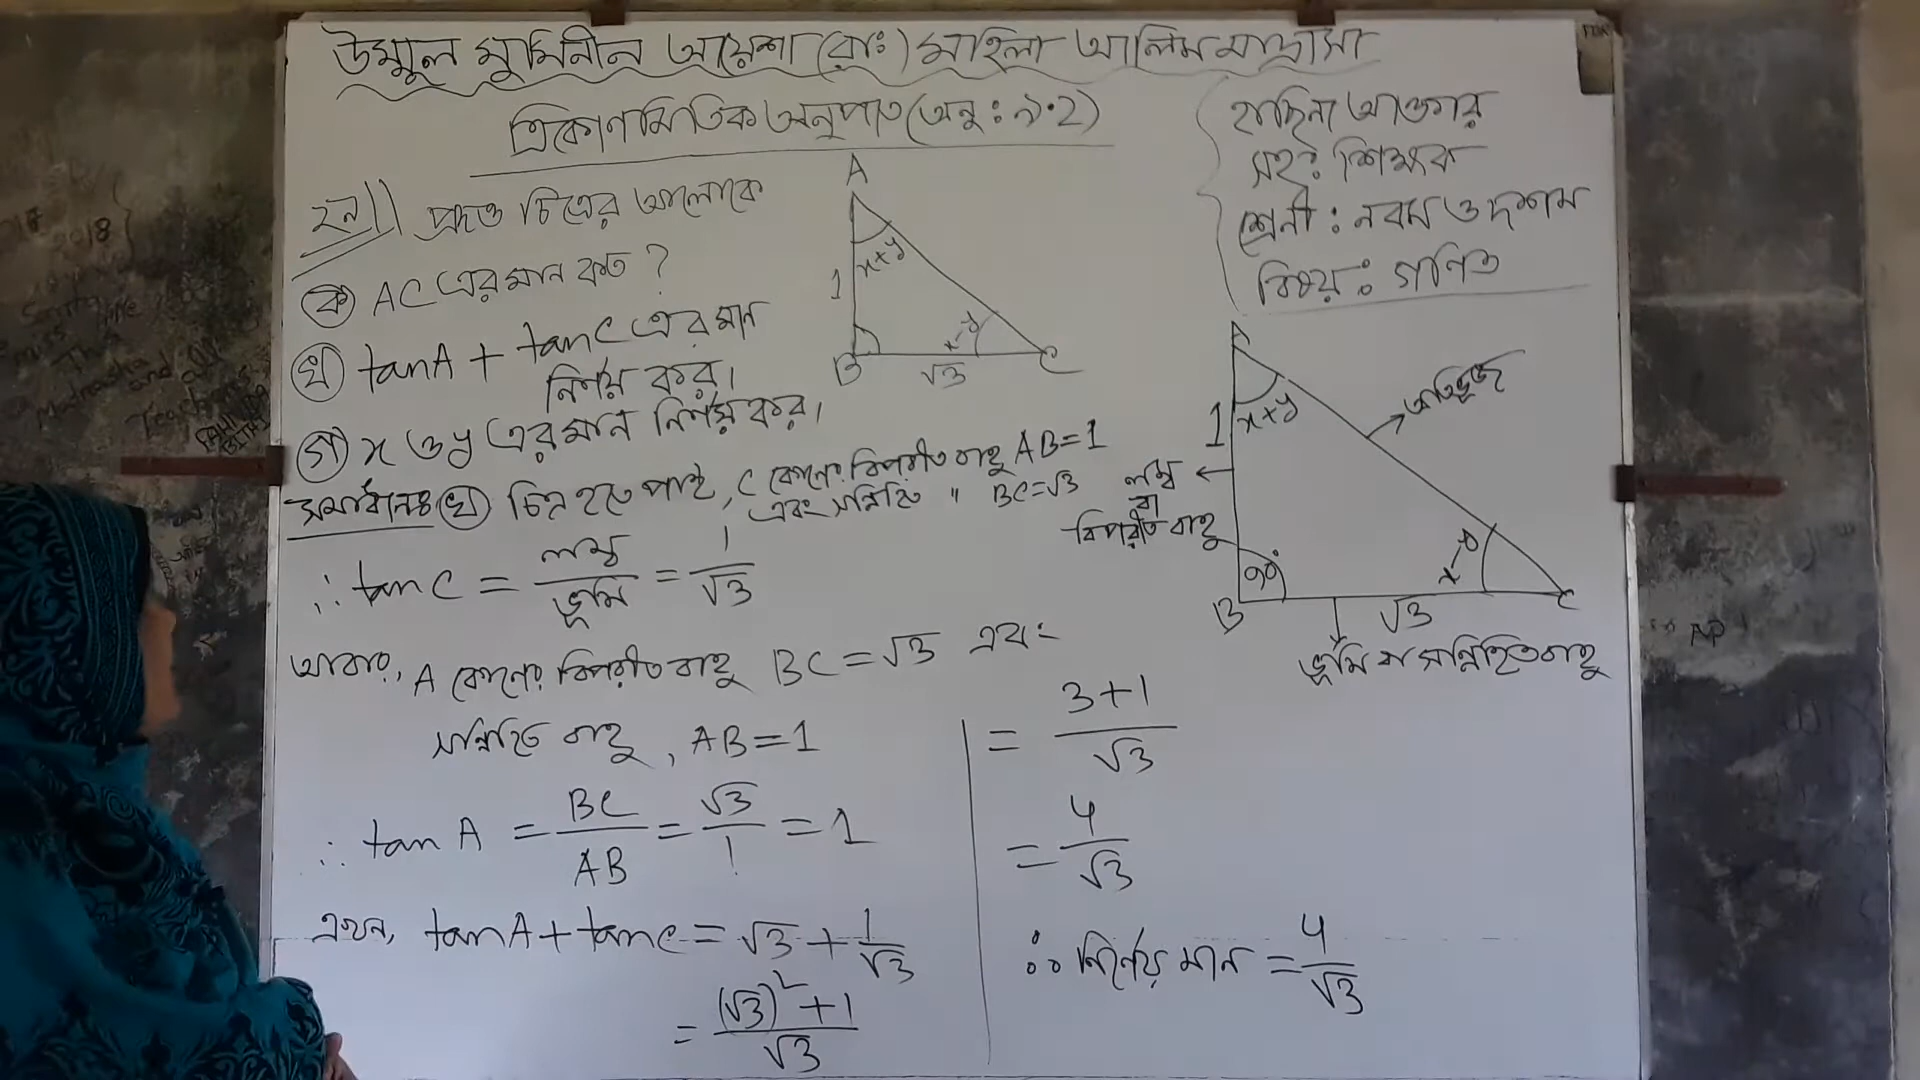 উম্মুল মুমিনীন আয়েশা (রাঃ) মহিলা আলিম মাদ্রাসা
ত্রিকোণমিতিক অনুপাত (অনু: ৯.২)
হাছিনা আক্তার
সহ: শিক্ষক
শ্রেণী: নবম ও দশম
বিষয়: গণিত
২নং প্রদত্ত চিত্রের আলোকে
ক AC এর মান কত ?
খ tanA + tanC এর মান
নির্ণয় কর।
গ x ও y এর মান নির্ণয় কর।
A
x+y
1
B
√3
x-y
C
A
x+y
1
অতিভুজ
লম্ব
বা
বিপরীত বাহু
90°
B
√3
x-y
C
ভূমি বা সন্নিহিত বাহু
সমাধানঃ খ চিত্র হতে পাই, C কোণের বিপরীত বাহু AB=1
এবং সন্নিহিত " BC=√3
∴ tanC = লম্ব/ভূমি = 1/√3
আবার, A কোণের বিপরীত বাহু BC = √3 এবং
সন্নিহিত বাহু, AB=1
∴ tan A = BC/AB = √3/1 = 1
এখন, tanA + tanC = √3 + 1/√3
= (√3)²+1/√3
= 3+1/√3
= 4/√3
∴ নির্ণেয় মান = 4/√3